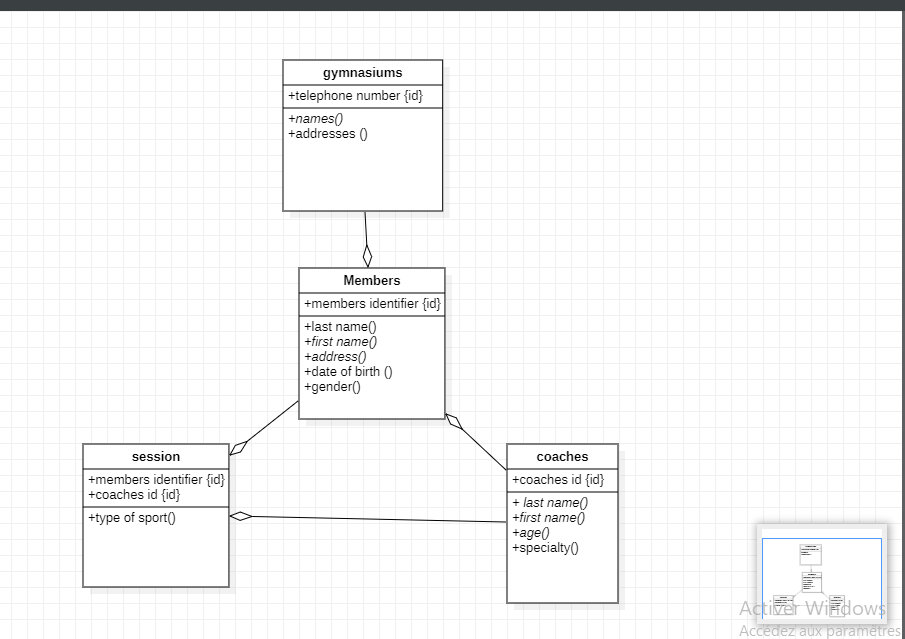 gymnasiums
+telephone number {id}
+names()
+addresses ()
Members
+members identifier {id}
+last name()
+first name()
+address()
+date of birth ()
+gender()
session
+members identifier {id}
+coaches id {id}
+type of sport()
coaches
+coaches id {id}
+ last name()
+first name()
+age()
+specialty()
Activer Windows
Accédez aux paramètres